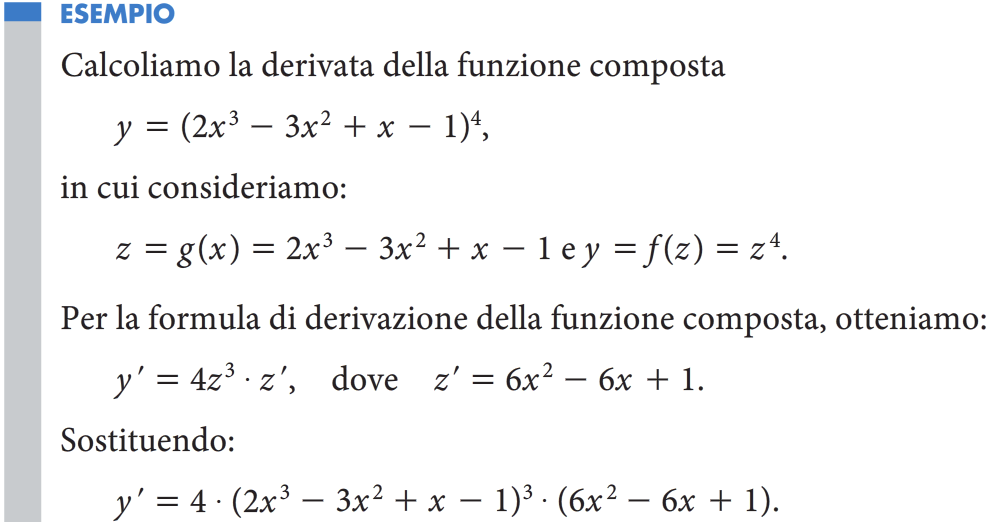 ESEMPIO
Calcoliamo la derivata della funzione composta
y = (2x³ − 3x² + x − 1)⁴,
in cui consideriamo:
z = g(x) = 2x³ − 3x² + x − 1 e y = f(z) = z⁴.
Per la formula di derivazione della funzione composta, otteniamo:
y′ = 4z³ · z′, dove z′ = 6x² − 6x + 1.
Sostituendo:
y′ = 4 · (2x³ − 3x² + x − 1)³ · (6x² − 6x + 1).